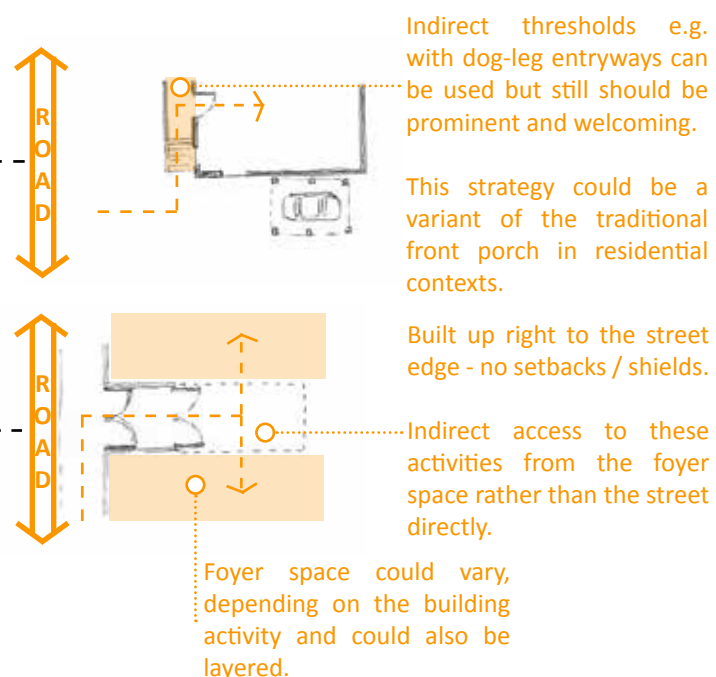 Indirect thresholds e.g.
with dog-leg entryways can
be used but still should be
prominent and welcoming.
ROAD
This strategy could be a
variant of the traditional
front porch in residential
contexts.
Built up right to the street
edge - no setbacks / shields.
ROAD
Indirect access to these
activities from the foyer
space rather than the street
directly.
Foyer space could vary,
depending on the building
activity and could also be
layered.